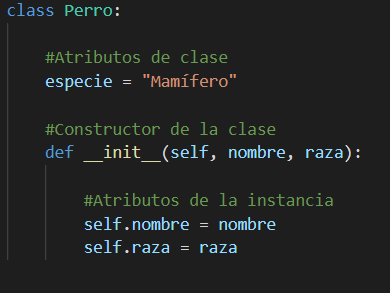 class Perro:
#Atributos de clase
especie = "Mamífero"
#Constructor de la clase
def __init__(self, nombre, raza):
#Atributos de la instancia
self.nombre = nombre
self.raza = raza